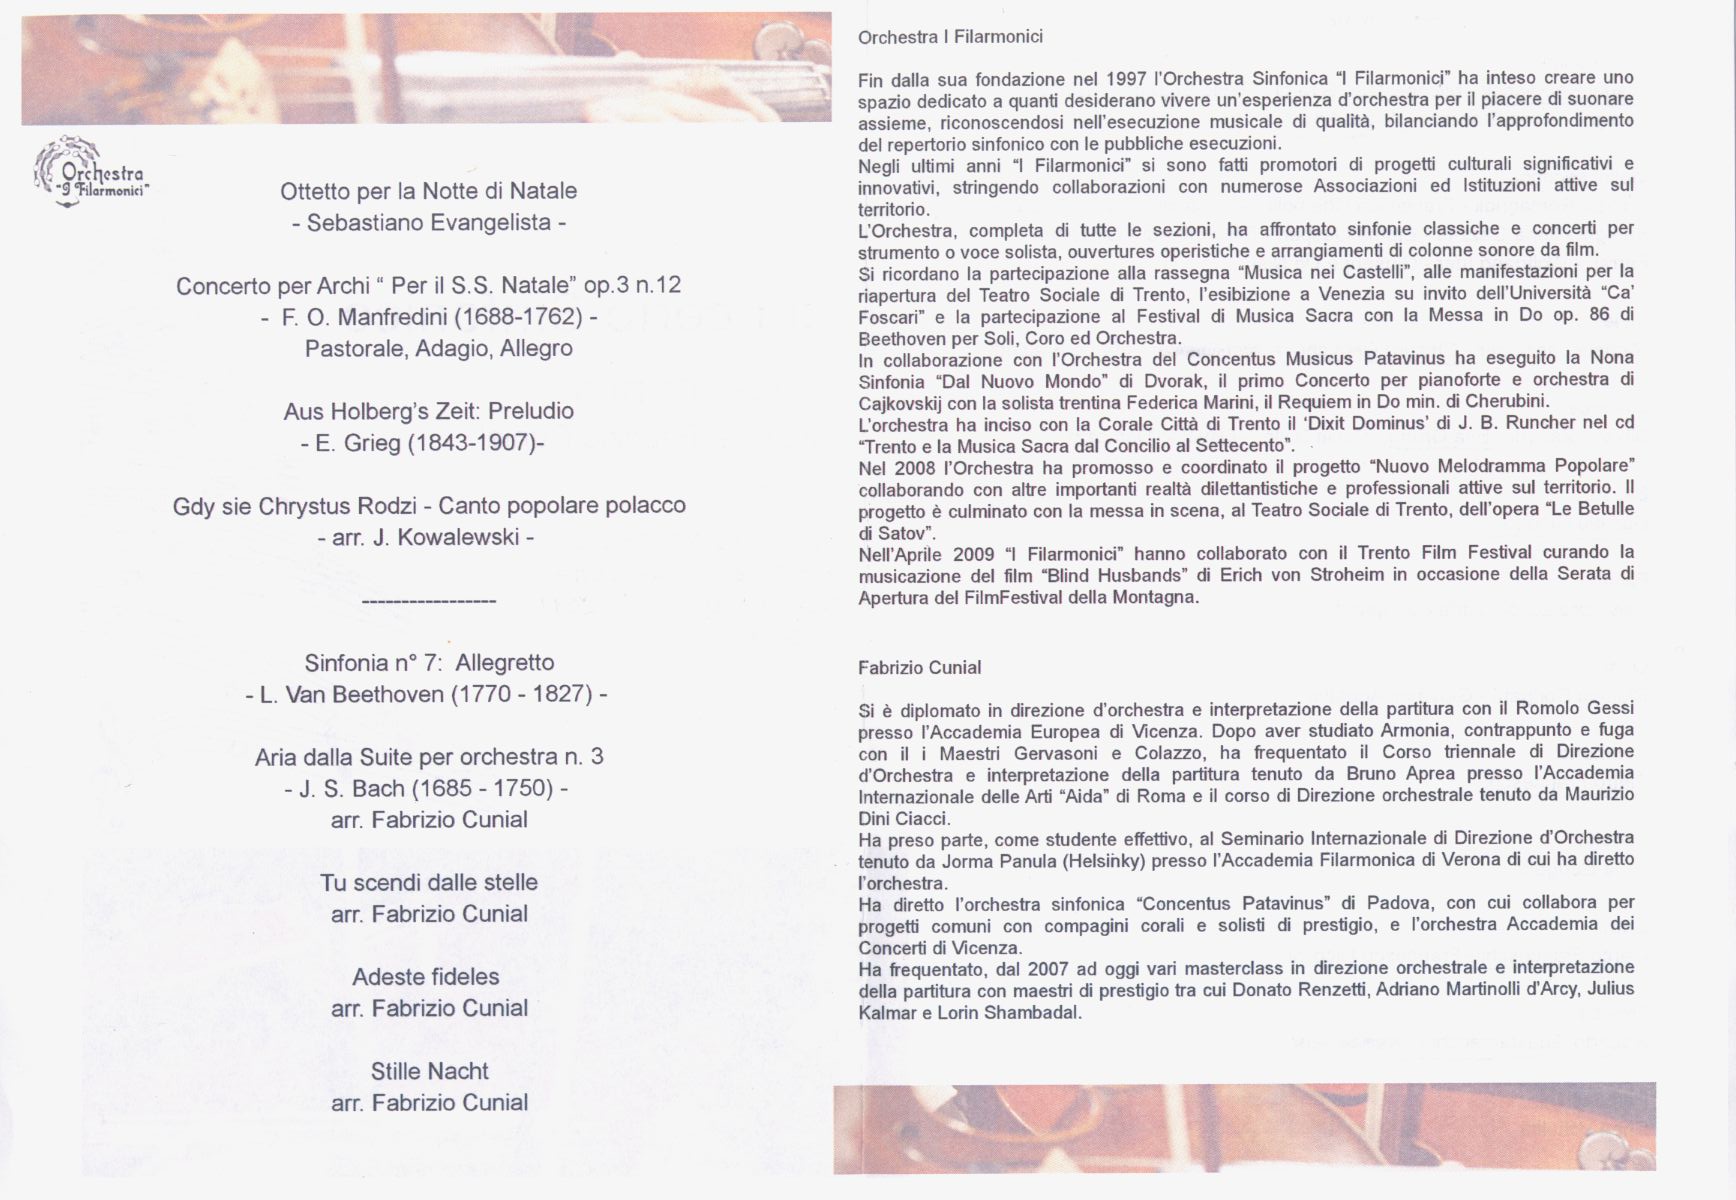 Orchestra
"I Filarmonici"
Ottetto per la Notte di Natale
- Sebastiano Evangelista -
Concerto per Archi “ Per il S.S. Natale” op.3 n.12
- F. O. Manfredini (1688-1762) -
Pastorale, Adagio, Allegro
Aus Holberg’s Zeit: Preludio
- E. Grieg (1843-1907)-
Gdy sie Chrystus Rodzi - Canto popolare polacco
- arr. J. Kowalewski -
-----------------
Sinfonia n° 7: Allegretto
- L. Van Beethoven (1770 - 1827) -
Aria dalla Suite per orchestra n. 3
- J. S. Bach (1685 - 1750) -
arr. Fabrizio Cunial
Tu scendi dalle stelle
arr. Fabrizio Cunial
Adeste fideles
arr. Fabrizio Cunial
Stille Nacht
arr. Fabrizio Cunial
Orchestra I Filarmonici
Fin dalla sua fondazione nel 1997 l’Orchestra Sinfonica “I Filarmonici” ha inteso creare uno
spazio dedicato a quanti desiderano vivere un’esperienza d’orchestra per il piacere di suonare
assieme, riconoscendosi nell’esecuzione musicale di qualità, bilanciando l’approfondimento
del repertorio sinfonico con le pubbliche esecuzioni.
Negli ultimi anni “I Filarmonici” si sono fatti promotori di progetti culturali significativi e
innovativi, stringendo collaborazioni con numerose Associazioni ed Istituzioni attive sul
territorio.
L’Orchestra, completa di tutte le sezioni, ha affrontato sinfonie classiche e concerti per
strumento o voce solista, ouvertures operistiche e arrangiamenti di colonne sonore da film.
Si ricordano la partecipazione alla rassegna “Musica nei Castelli”, alle manifestazioni per la
riapertura del Teatro Sociale di Trento, l’esibizione a Venezia su invito dell’Università “Ca’
Foscari” e la partecipazione al Festival di Musica Sacra con la Messa in Do op. 86 di
Beethoven per Soli, Coro ed Orchestra.
In collaborazione con l’Orchestra del Concentus Musicus Patavinus ha eseguito la Nona
Sinfonia “Dal Nuovo Mondo” di Dvorak, il primo Concerto per pianoforte e orchestra di
Cajkovskij con la solista trentina Federica Marini, il Requiem in Do min. di Cherubini.
L’orchestra ha inciso con la Corale Città di Trento il ‘Dixit Dominus’ di J. B. Runcher nel cd
“Trento e la Musica Sacra dal Concilio al Settecento”.
Nel 2008 l’Orchestra ha promosso e coordinato il progetto “Nuovo Melodramma Popolare”
collaborando con altre importanti realtà dilettantistiche e professionali attive sul territorio. Il
progetto è culminato con la messa in scena, al Teatro Sociale di Trento, dell’opera “Le Betulle
di Satov”.
Nell’Aprile 2009 “I Filarmonici” hanno collaborato con il Trento Film Festival curando la
musicazione del film “Blind Husbands” di Erich von Stroheim in occasione della Serata di
Apertura del FilmFestival della Montagna.
Fabrizio Cunial
Si è diplomato in direzione d’orchestra e interpretazione della partitura con il Romolo Gessi
presso l’Accademia Europea di Vicenza. Dopo aver studiato Armonia, contrappunto e fuga
con il i Maestri Gervasoni e Colazzo, ha frequentato il Corso triennale di Direzione
d’Orchestra e interpretazione della partitura tenuto da Bruno Aprea presso l’Accademia
Internazionale delle Arti “Aida” di Roma e il corso di Direzione orchestrale tenuto da Maurizio
Dini Ciacci.
Ha preso parte, come studente effettivo, al Seminario Internazionale di Direzione d’Orchestra
tenuto da Jorma Panula (Helsinky) presso l’Accademia Filarmonica di Verona di cui ha diretto
l’orchestra.
Ha diretto l’orchestra sinfonica “Concentus Patavinus” di Padova, con cui collabora per
progetti comuni con compagini corali e solisti di prestigio, e l’orchestra Accademia dei
Concerti di Vicenza.
Ha frequentato, dal 2007 ad oggi vari masterclass in direzione orchestrale e interpretazione
della partitura con maestri di prestigio tra cui Donato Renzetti, Adriano Martinolli d’Arcy, Julius
Kalmar e Lorin Shambadal.